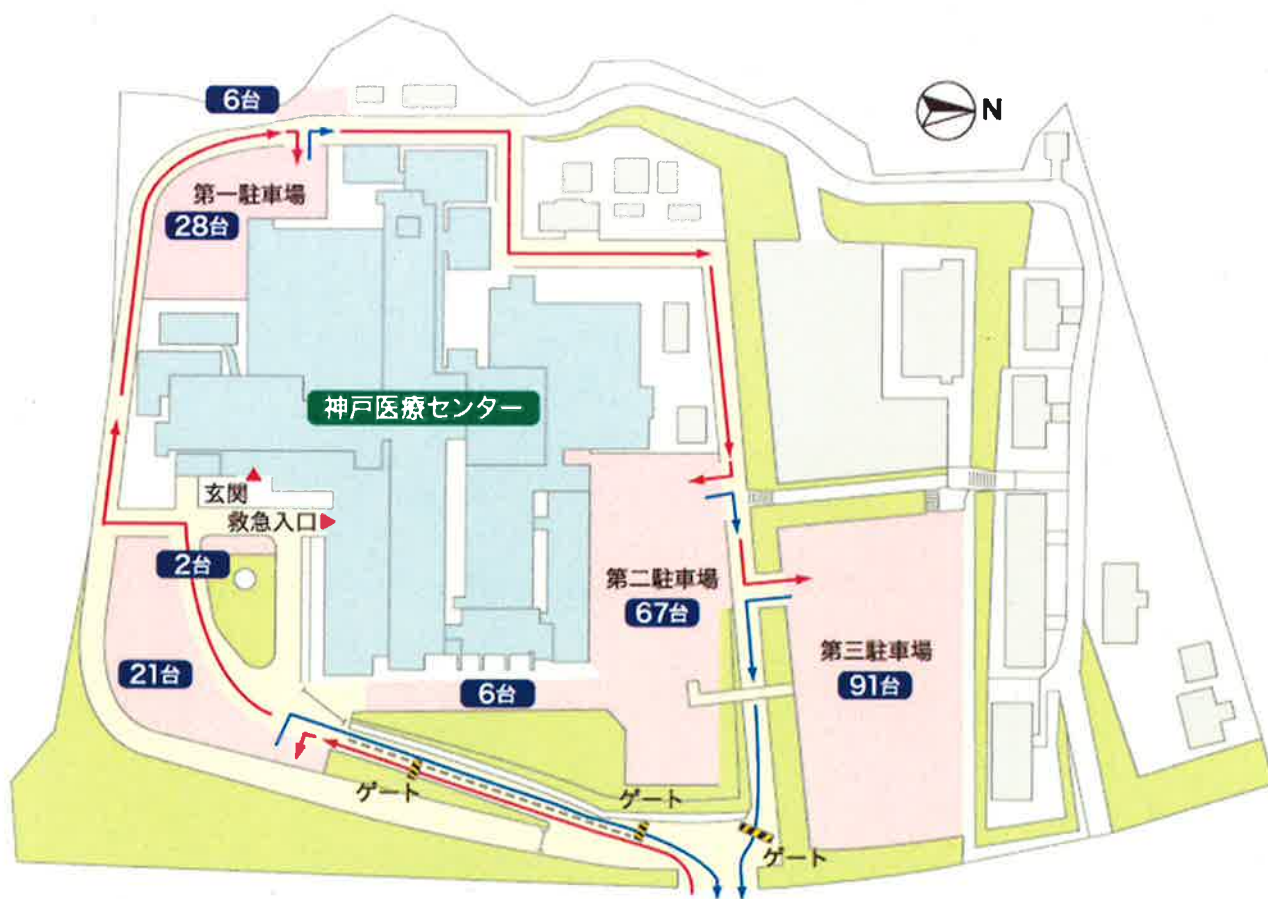 6台
N
第一駐車場
28台
神戸医療センター
玄関
救急入口
2台
第二駐車場
67台
第三駐車場
91台
21台
6台
ゲート
ゲート
ゲート